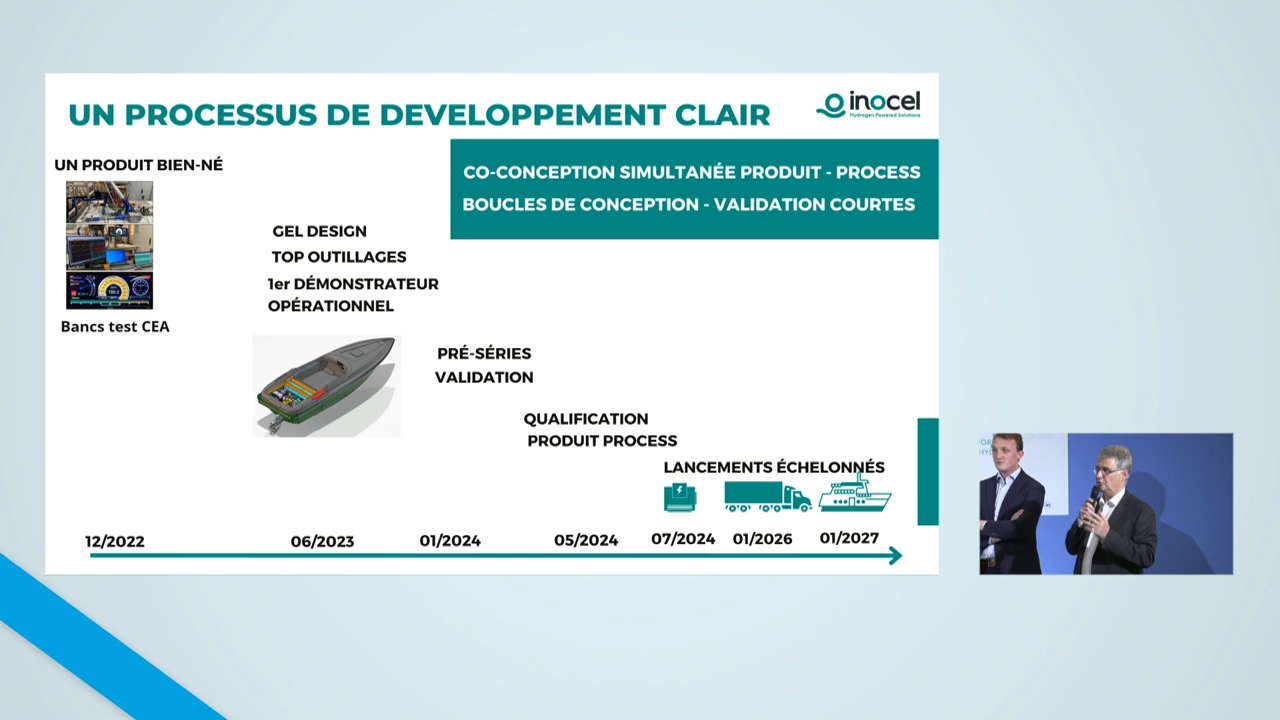 UN PROCESSUS DE DEVELOPPEMENT CLAIR
inocel
Hydrogen Powered Solutions
UN PRODUIT BIEN-NÉ
CO-CONCEPTION SIMULTANÉE PRODUIT - PROCESS
BOUCLES DE CONCEPTION - VALIDATION COURTES
GEL DESIGN
TOP OUTILLAGES
1er DÉMONSTRATEUR
OPÉRATIONNEL
Bancs test CEA
PRÉ-SÉRIES
VALIDATION
QUALIFICATION
PRODUIT PROCESS
LANCEMENTS ÉCHELONNÉS
12/2022
06/2023
01/2024
05/2024
07/2024
01/2026
01/2027